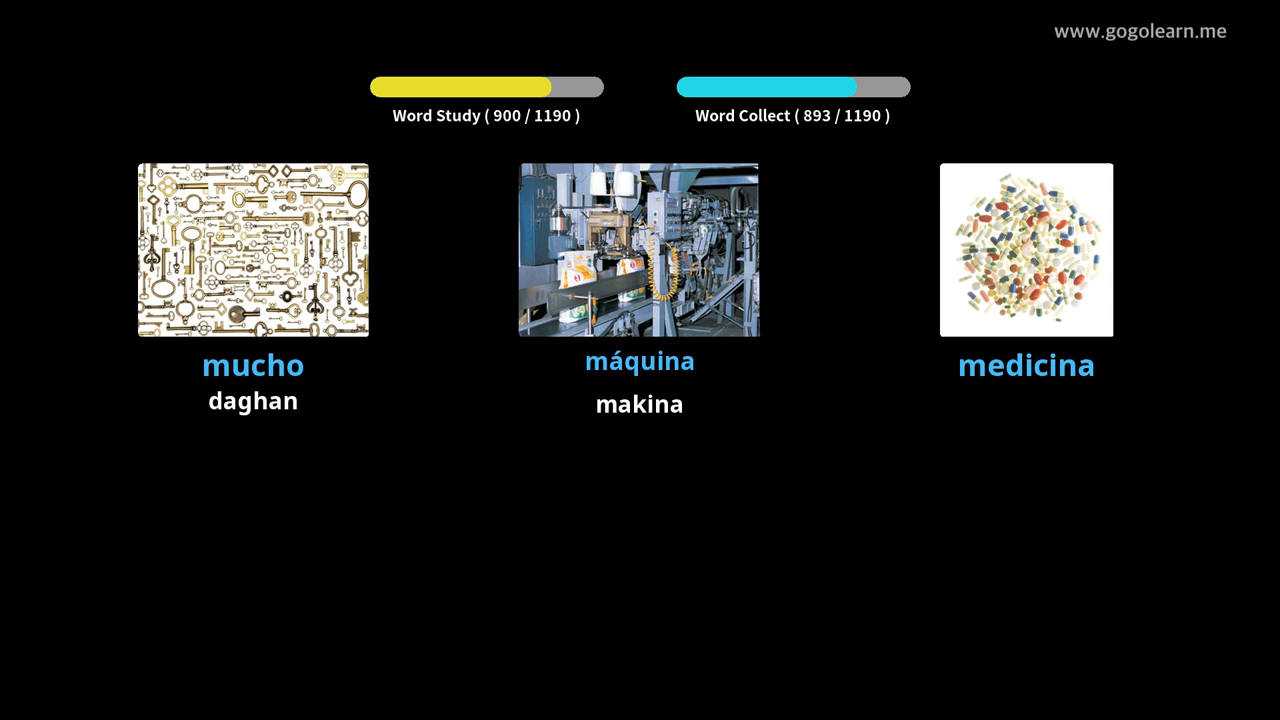 www.gogolearn.me
Word Study ( 900 / 1190 )
Word Collect ( 893 / 1190 )
mucho
daghan
máquina
makina
medicina